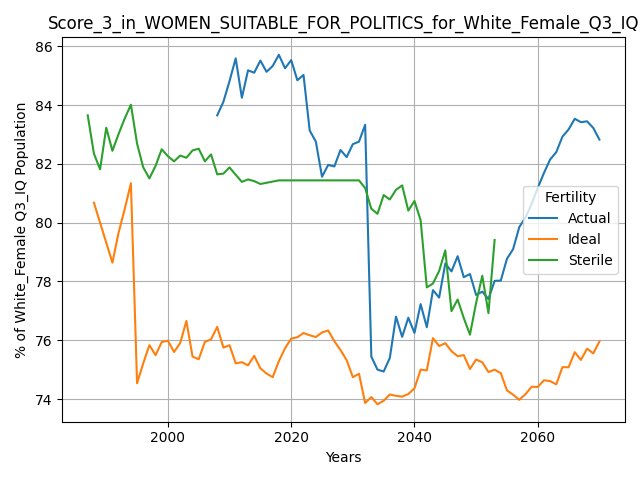 Score_3_in_WOMEN_SUITABLE_FOR_POLITICS_for_White_Female_Q3_IQ
% of White_Female Q3_IQ Population
86
84
82
80
78
76
74
2000
2020
2040
2060
Years
Fertility
Actual
Ideal
Sterile